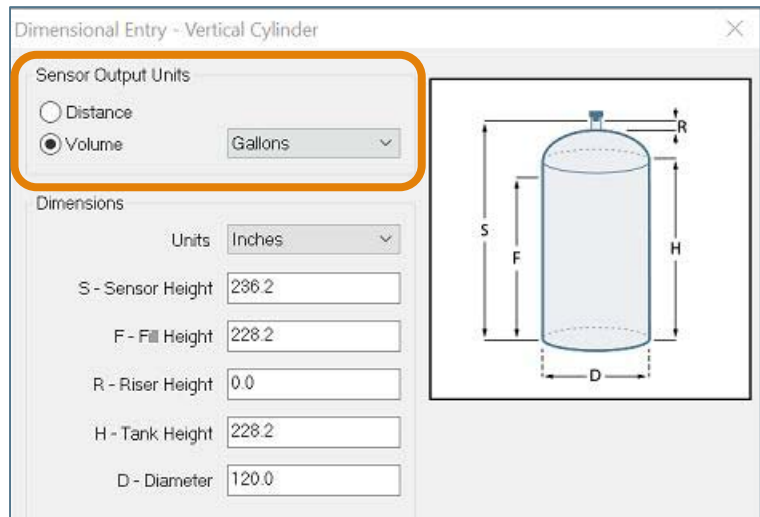 Dimensional Entry - Vertical Cylinder
Sensor Output Units
Distance
Volume Gallons
Dimensions
Units Inches
S - Sensor Height 236.2
F - Fill Height 228.2
R - Riser Height 0.0
H - Tank Height 228.2
D - Diameter 120.0
R
S
F
H
D